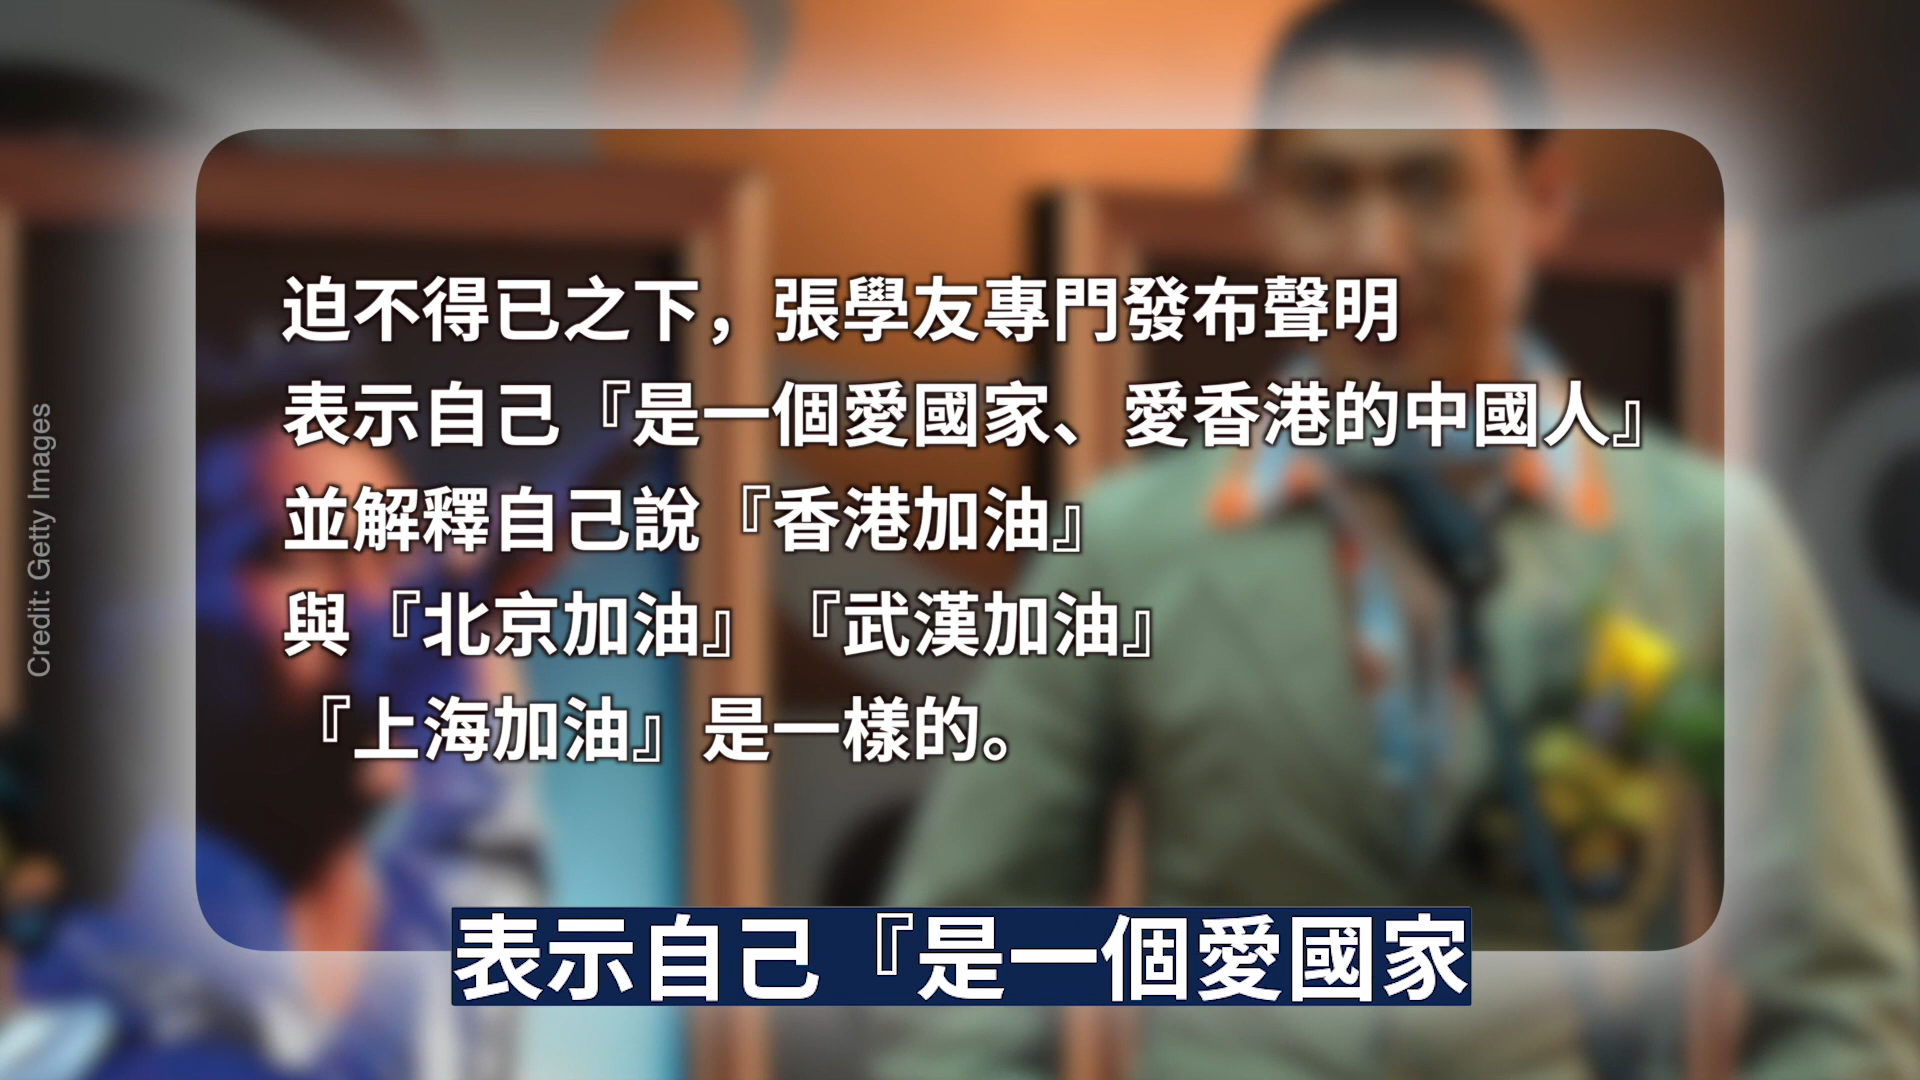 迫不得已之下，張學友專門發布聲明
表示自己『是一個愛國家、愛香港的中國人』
並解釋自己說『香港加油』
與『北京加油』『武漢加油』
『上海加油』是一樣的。
表示自己『是一個愛國家
Credit: Getty Images